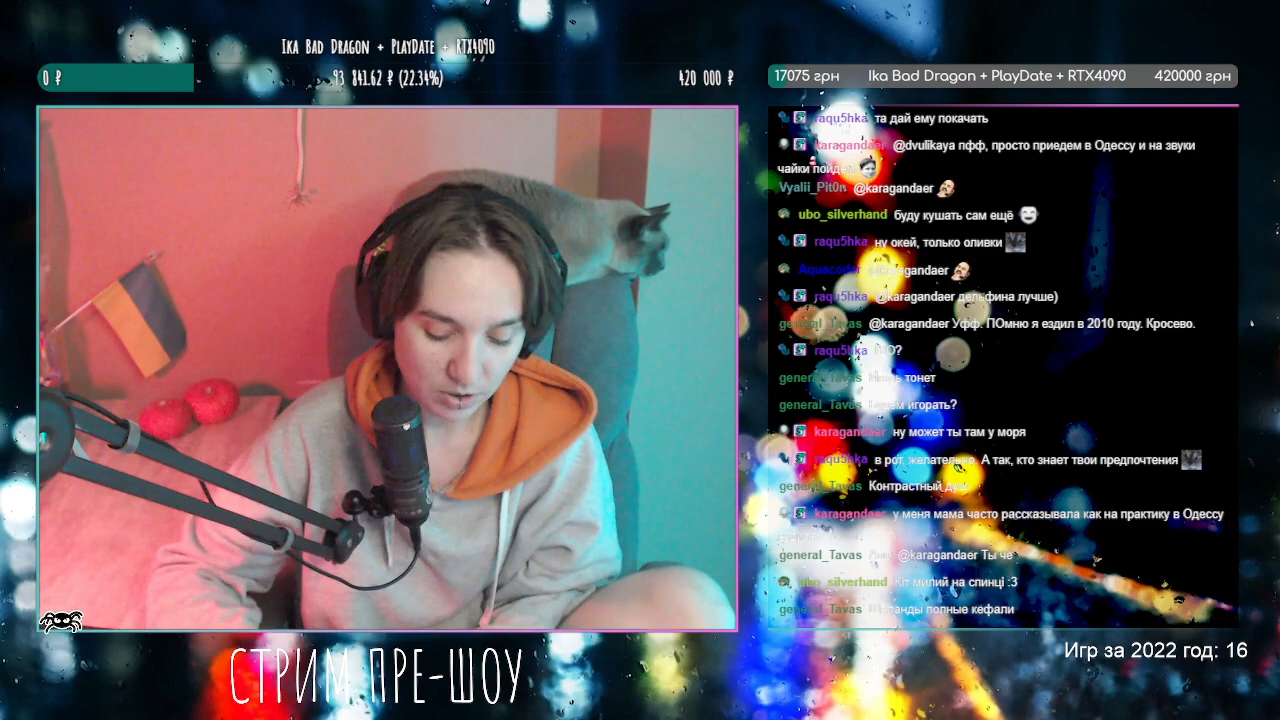 Ika Bad Dragon + PlayDate + RTX4090
0 ₽ 93 841.62 ₽ (22.34%) 420 000 ₽
17075 грн Ika Bad Dragon + PlayDate + RTX4090 420000 грн
raqu5hka та дай ему покачать
karagandaer @dvulikaya пфф, просто приедем в Одессу и на звуки
чайки пойдем
Vyalii_Pit0n @karagandaer
ubo_silverhand буду кушать сам ещё
raqu5hka ну окей, только оливки
Aquacoder @karagandaer
raqu5hka @karagandaer дельфина лучше)
general_Tavas @karagandaer Уфф. ПОмню я ездил в 2010 году. Кросево.
raqu5hka
general_Tavas тонет
general_Tavas Будем игорать?
karagandaer ну может ты там у моря
raqu5hka в рот, желательно. А так, кто знает твои предпочтения
general_Tavas Контрастный душ
karagandaer у меня мама часто рассказывала как на практику в Одессу
general_Tavas @karagandaer Ты че
ubo_silverhand Кіт милий на спинці :3
general_Tavas Шаланды полные кефали
СТРИМ ПРЕ-ШОУ
Игр за 2022 год: 16